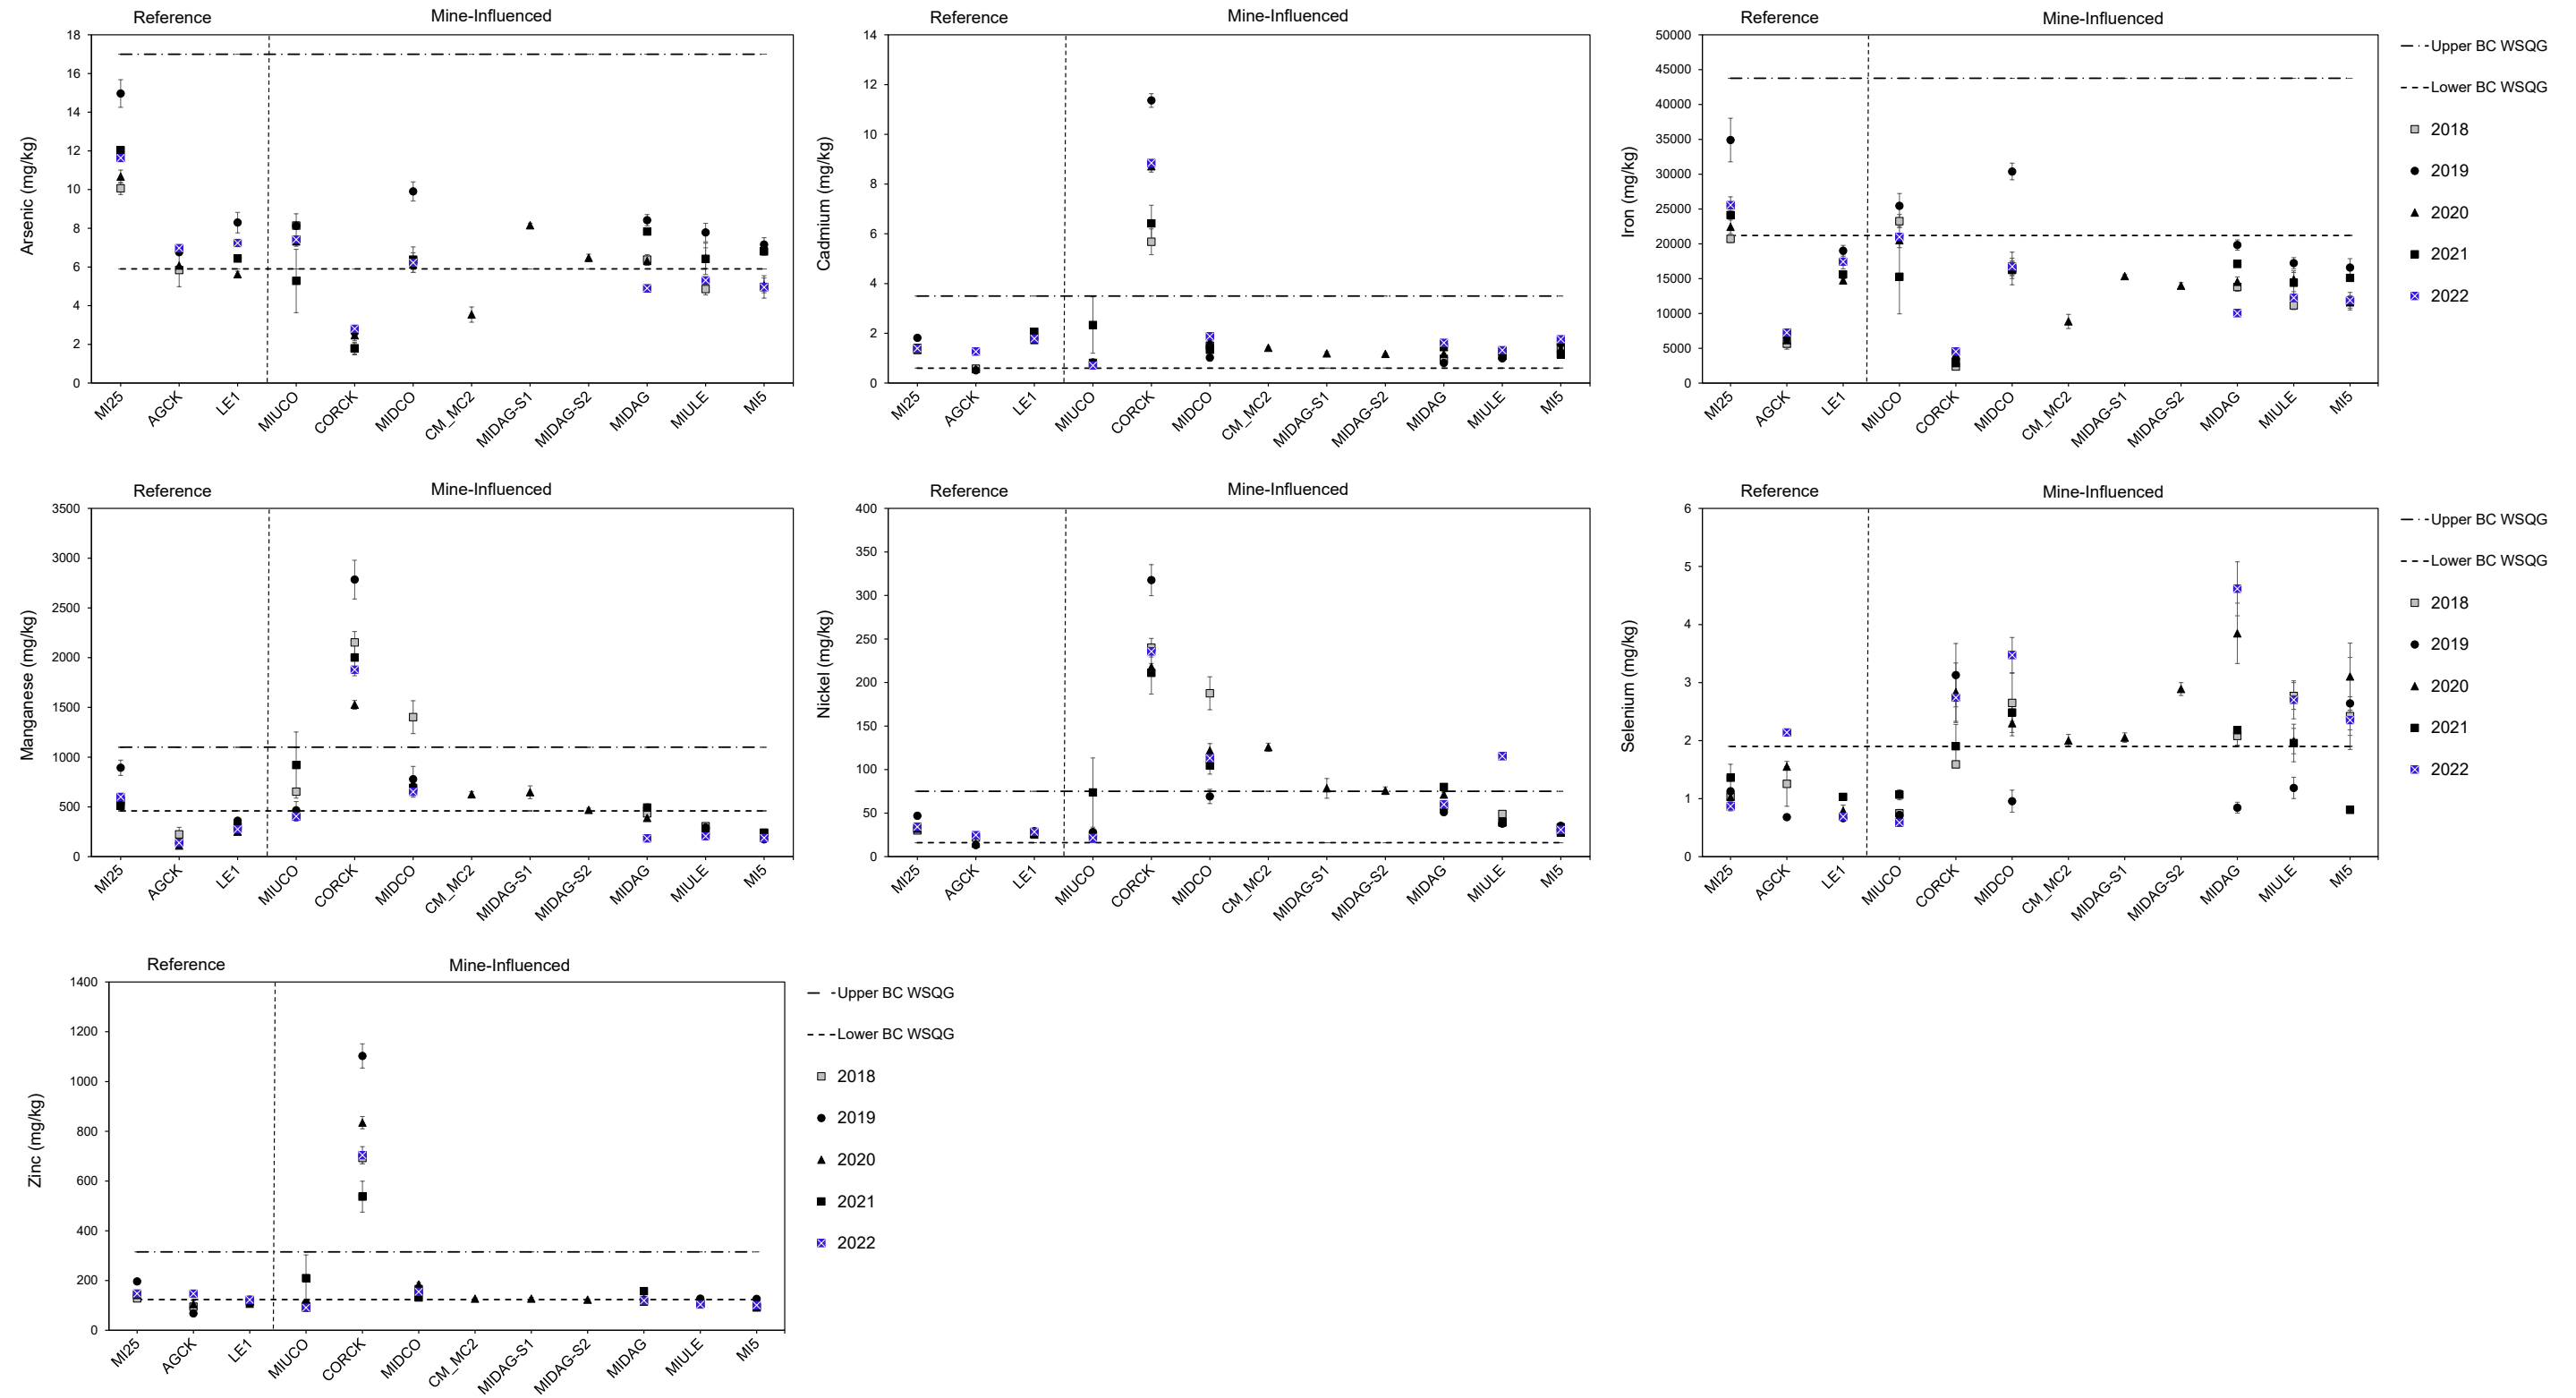 Reference
Mine-Influenced
Arsenic (mg/kg)
18
16
14
12
10
8
6
4
2
0
MI25
AGCK
LE1
MIUCO
CORCK
MIDCO
CM_MC2
MIDAG-S1
MIDAG-S2
MIDAG
MIULE
MI5
Reference
Mine-Influenced
Cadmium (mg/kg)
14
12
10
8
6
4
2
0
MI25
AGCK
LE1
MIUCO
CORCK
MIDCO
CM_MC2
MIDAG-S1
MIDAG-S2
MIDAG
MIULE
MI5
Reference
Mine-Influenced
Iron (mg/kg)
50000
45000
40000
35000
30000
25000
20000
15000
10000
5000
0
MI25
AGCK
LE1
MIUCO
CORCK
MIDCO
CM_MC2
MIDAG-S1
MIDAG-S2
MIDAG
MIULE
MI5
Upper BC WSQG
Lower BC WSQG
2018
2019
2020
2021
2022
Reference
Mine-Influenced
Manganese (mg/kg)
3500
3000
2500
2000
1500
1000
500
0
MI25
AGCK
LE1
MIUCO
CORCK
MIDCO
CM_MC2
MIDAG-S1
MIDAG-S2
MIDAG
MIULE
MI5
Reference
Mine-Influenced
Nickel (mg/kg)
400
350
300
250
200
150
100
50
0
MI25
AGCK
LE1
MIUCO
CORCK
MIDCO
CM_MC2
MIDAG-S1
MIDAG-S2
MIDAG
MIULE
MI5
Reference
Mine-Influenced
Selenium (mg/kg)
6
5
4
3
2
1
0
MI25
AGCK
LE1
MIUCO
CORCK
MIDCO
CM_MC2
MIDAG-S1
MIDAG-S2
MIDAG
MIULE
MI5
Upper BC WSQG
Lower BC WSQG
2018
2019
2020
2021
2022
Reference
Mine-Influenced
Zinc (mg/kg)
1400
1200
1000
800
600
400
200
0
MI25
AGCK
LE1
MIUCO
CORCK
MIDCO
CM_MC2
MIDAG-S1
MIDAG-S2
MIDAG
MIULE
MI5
Upper BC WSQG
Lower BC WSQG
2018
2019
2020
2021
2022